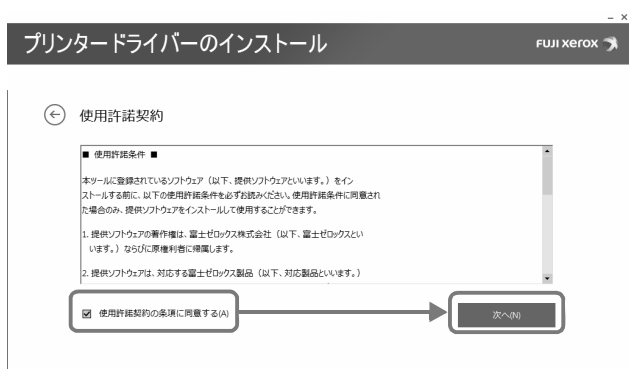 プリンタードライバーのインストール
FUJI xerox
使用許諾契約
■ 使用許諾条件 ■
本ツールに登録されているソフトウェア（以下、提供ソフトウェアといいます。）をイン
ストールする前に、以下の使用許諾条件を必ずお読みください。使用許諾条件に同意され
た場合のみ、提供ソフトウェアをインストールして使用することができます。
1. 提供ソフトウェアの著作権は、富士ゼロックス株式会社（以下、富士ゼロックスとい
います。）ならびに原権利者に帰属します。
2. 提供ソフトウェアは、対応する富士ゼロックス製品（以下、対応製品といいます。）
使用許諾契約の条項に同意する(A)
次へ(N)